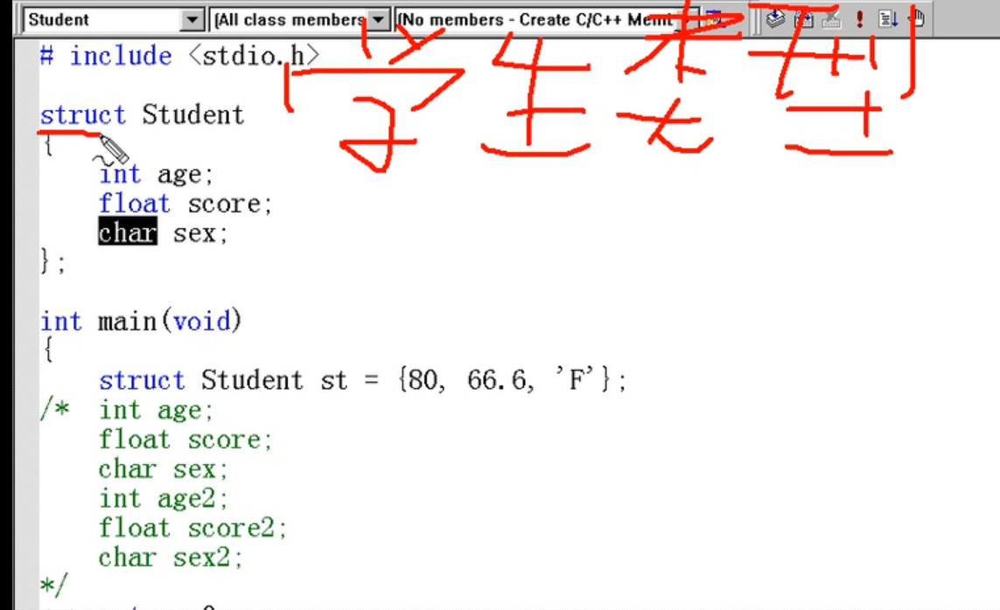 Student (All class members (No members - Create C/C++ Mem
学生类型
# include <stdio.h>
struct Student
{
int age;
float score;
char sex;
};
int main(void)
{
struct Student st = {80, 66.6, 'F'};
/* int age;
float score;
char sex;
int age2;
float score2;
char sex2;
*/